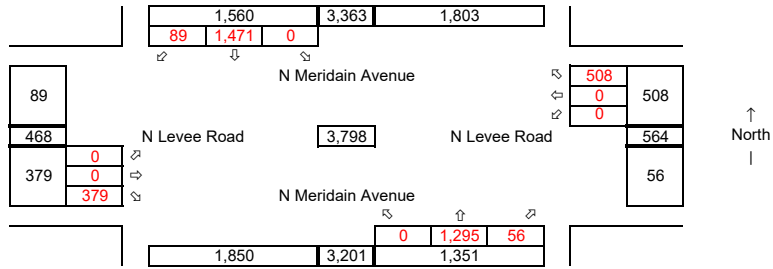 1,560 3,363 1,803
89 1,471 0
⬃ ⇩ ⬂
N Meridain Avenue
⬁ 508
89 ⇦ 0 508
⬃ 0
468 N Levee Road 3,798 N Levee Road 564
↑
North
|
0 ⬀
379 0 ⇨ 56
379 ⬂
N Meridain Avenue
⬁ ⇧ ⬀
0 1,295 56
1,850 3,201 1,351